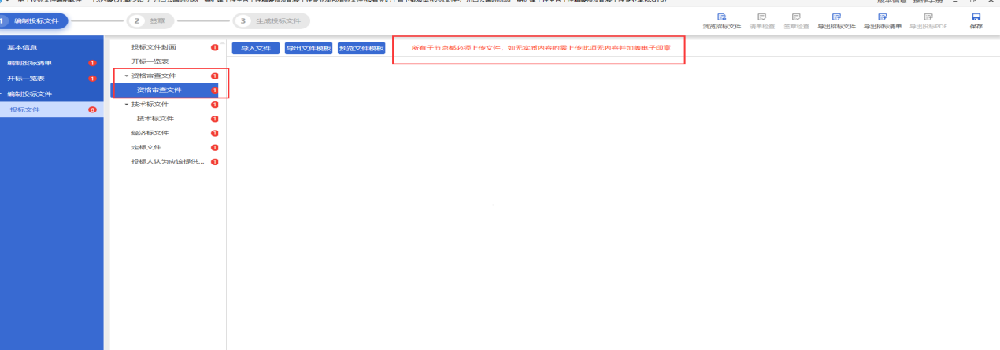 版本信息 操作手册
1 编制投标文件
2 签章
3 生成投标文件
浏览招标文件 清单检查 签章检查 导出招标文件 导出招标清单 导出投标PDF 保存
基本信息
编制投标清单 1
开标一览表 1
编制投标文件
投标文件 6
投标文件封面 1
开标一览表
资格审查文件 1
资格审查文件 1
技术标文件 1
技术标文件 1
经济标文件 1
定标文件 1
投标人认为应该提供... 1
导入文件 导出文件模板 预览文件模板
所有子节点都必须上传文件，如无实质内容的需上传此项无内容并加盖电子印章